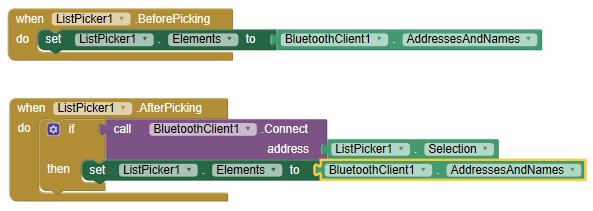 when ListPicker1 .BeforePicking
do set ListPicker1 . Elements to BluetoothClient1 . AddressesAndNames
when ListPicker1 .AfterPicking
do if call BluetoothClient1 .Connect
address ListPicker1 . Selection
then set ListPicker1 . Elements to BluetoothClient1 . AddressesAndNames